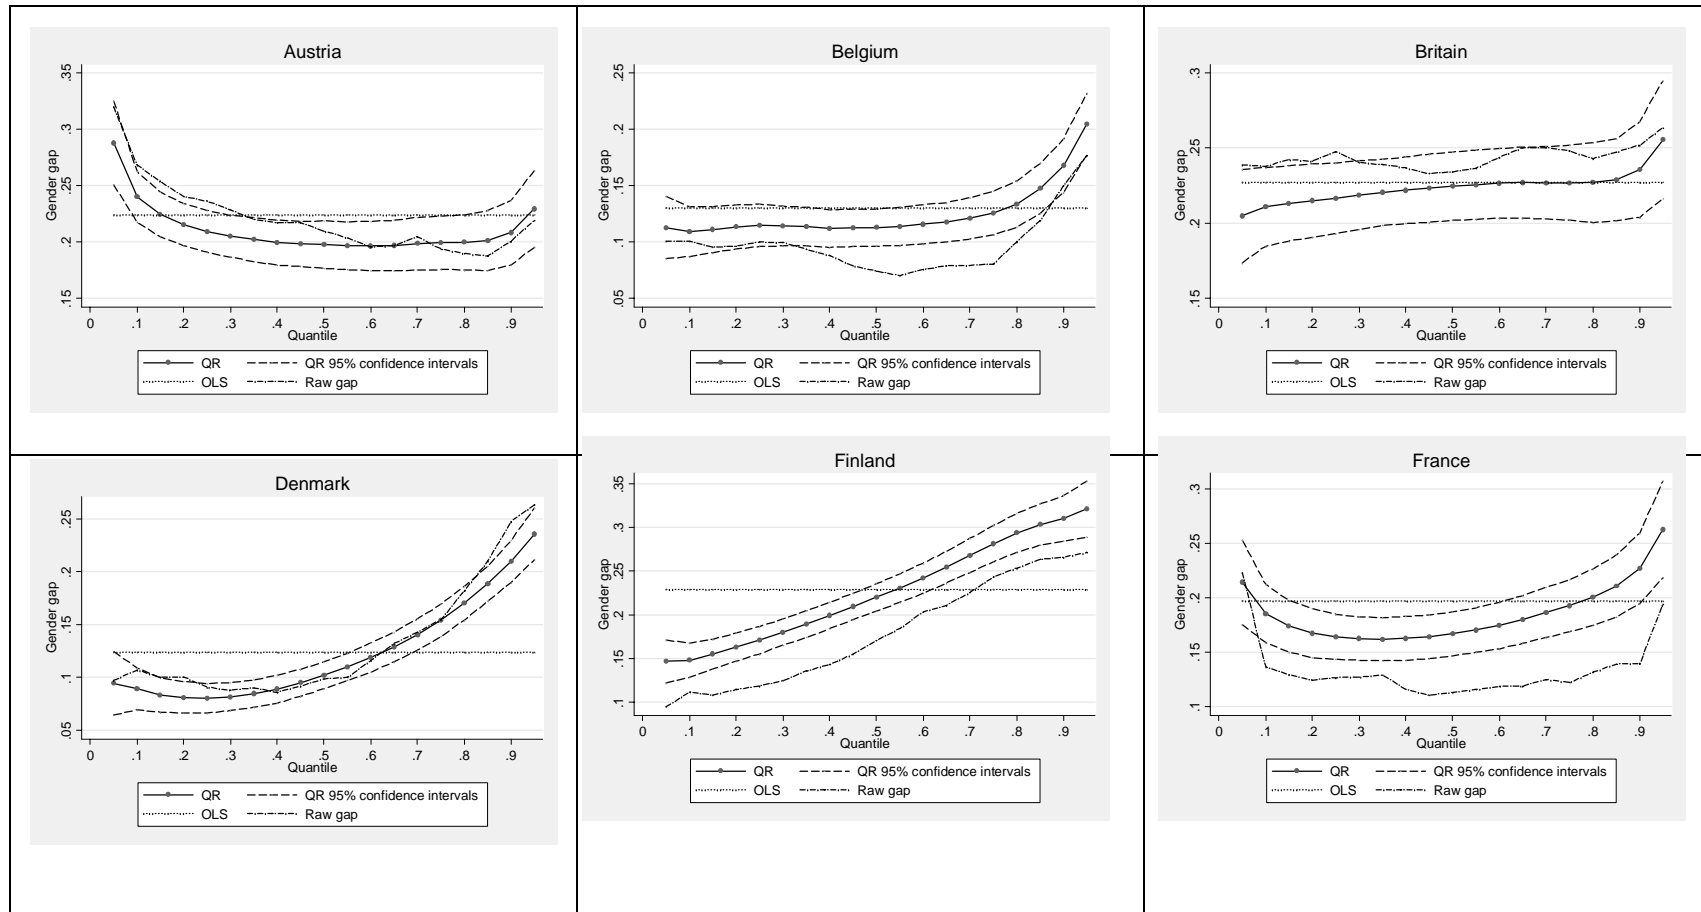 Austria
Gender gap
.35
.3
.25
.2
.15
0 .1 .2 .3 .4 .5 .6 .7 .8 .9
Quantile
QR QR 95% confidence intervals
OLS Raw gap
Belgium
Gender gap
.25
.2
.15
.1
.05
0 .1 .2 .3 .4 .5 .6 .7 .8 .9
Quantile
QR QR 95% confidence intervals
OLS Raw gap
Britain
Gender gap
.3
.25
.2
.15
0 .1 .2 .3 .4 .5 .6 .7 .8 .9
Quantile
QR QR 95% confidence intervals
OLS Raw gap
Denmark
Gender gap
.25
.2
.15
.1
.05
0 .1 .2 .3 .4 .5 .6 .7 .8 .9
Quantile
QR QR 95% confidence intervals
OLS Raw gap
Finland
Gender gap
.35
.3
.25
.2
.15
.1
0 .1 .2 .3 .4 .5 .6 .7 .8 .9
Quantile
QR QR 95% confidence intervals
OLS Raw gap
France
Gender gap
.3
.25
.2
.15
.1
0 .1 .2 .3 .4 .5 .6 .7 .8 .9
Quantile
QR QR 95% confidence intervals
OLS Raw gap